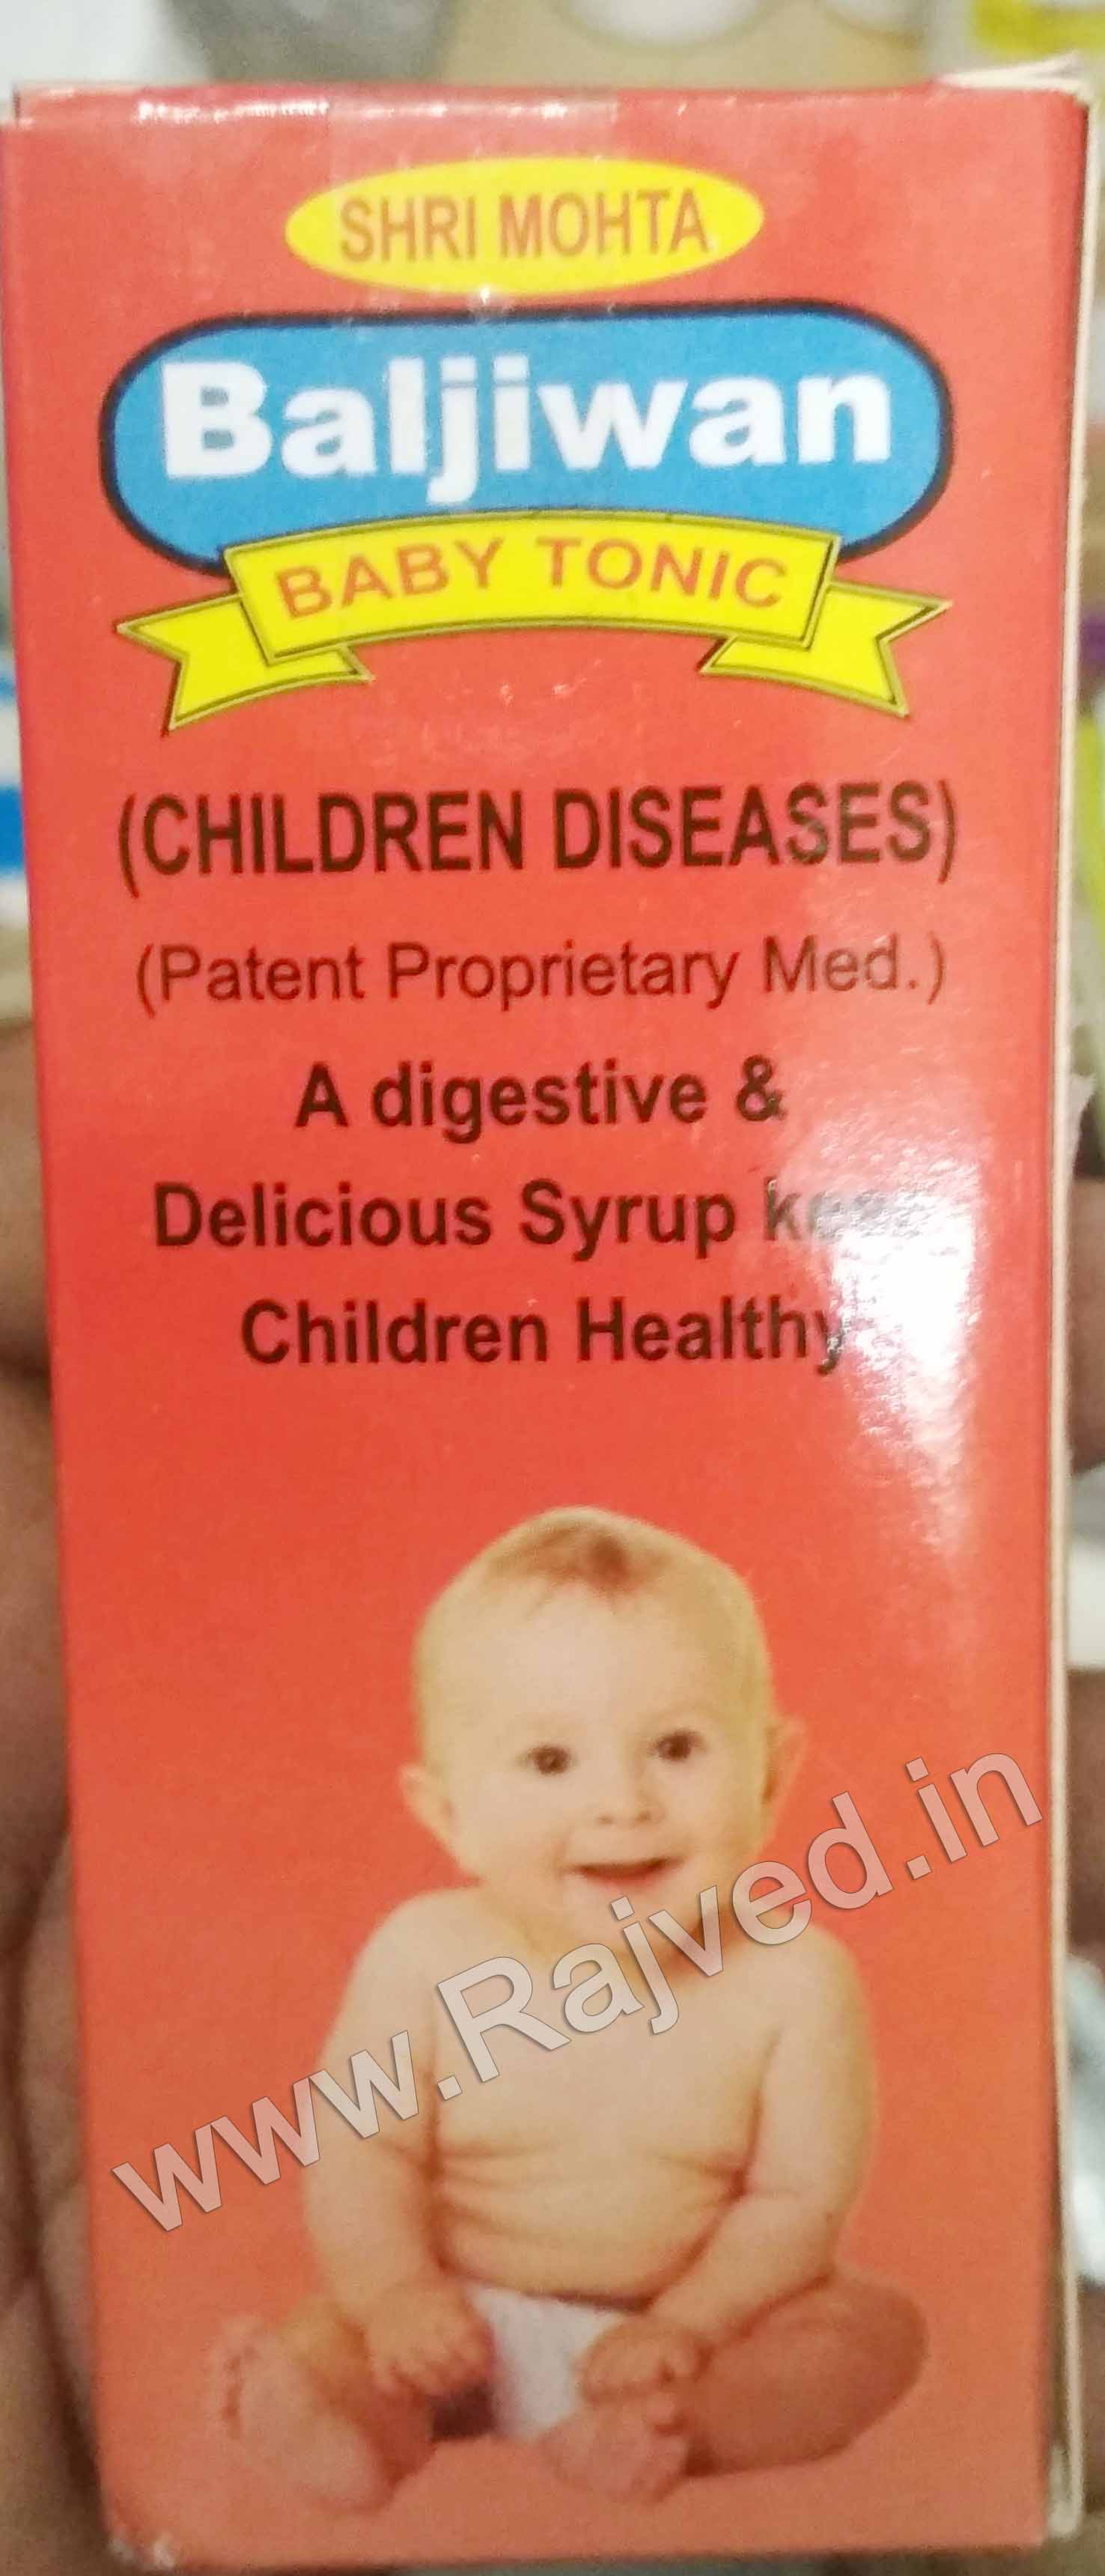 SHRI MOHTA
Baljiwan
BABY TONIC
(CHILDREN DISEASES)
(Patent Proprietary Med.)
A digestive &
Delicious Syrup
Children Healthy
www.Rajved.in